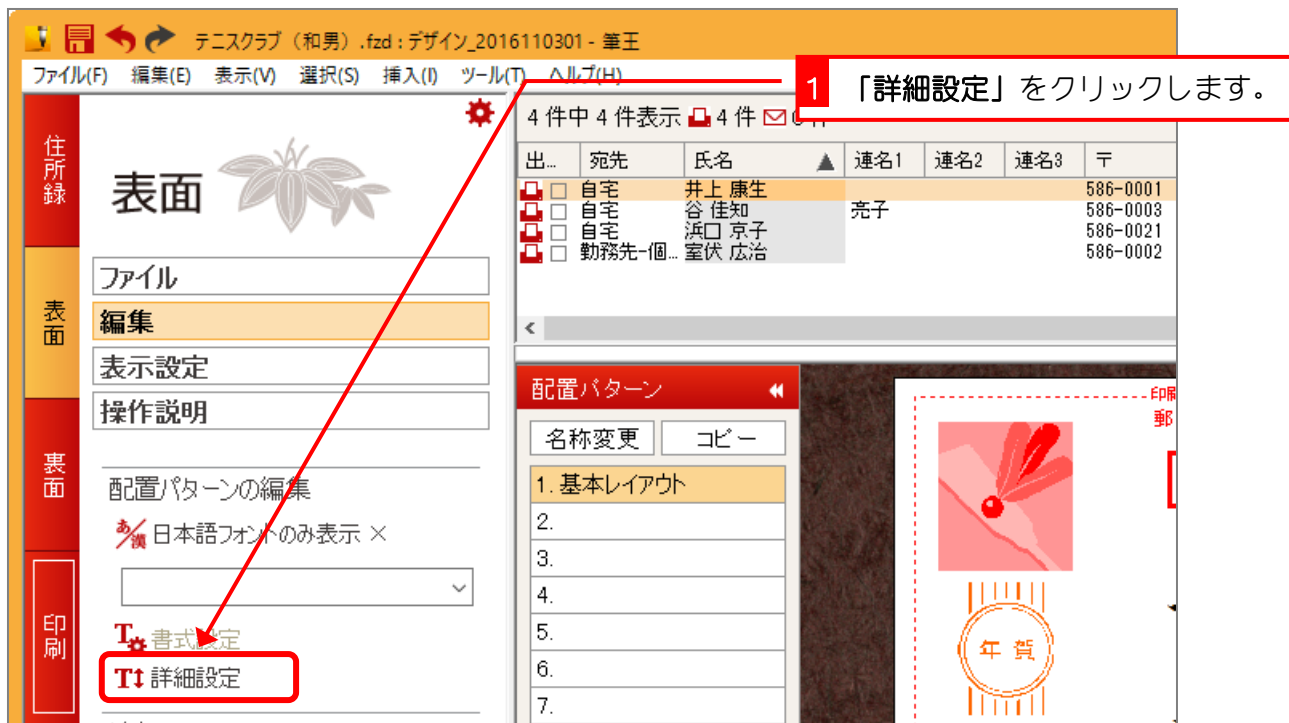 テニスクラブ（和男）.fzd : デザイン_2016110301 - 筆王
ファイル(F) 編集(E) 表示(V) 選択(S) 挿入(I) ツール(T) ヘルプ(H)
1 「詳細設定」をクリックします。
住所録
表面
裏面
印刷
表面
ファイル
編集
表示設定
操作説明
配置パターンの編集
あ/漢 日本語フォントのみ表示 ×
書式設定
詳細設定
4 件中 4 件表示 4 件
出... 宛先 氏名 ▲ 連名1 連名2 連名3 〒
自宅 井上 康生 586-0001
自宅 谷 佳知 亮子 586-0003
自宅 浜口 京子 586-0021
勤務先-個... 室伏 広治 586-0002
配置パターン
名称変更 コピー
1. 基本レイアウト
2.
3.
4.
5.
6.
7.
郵
年賀